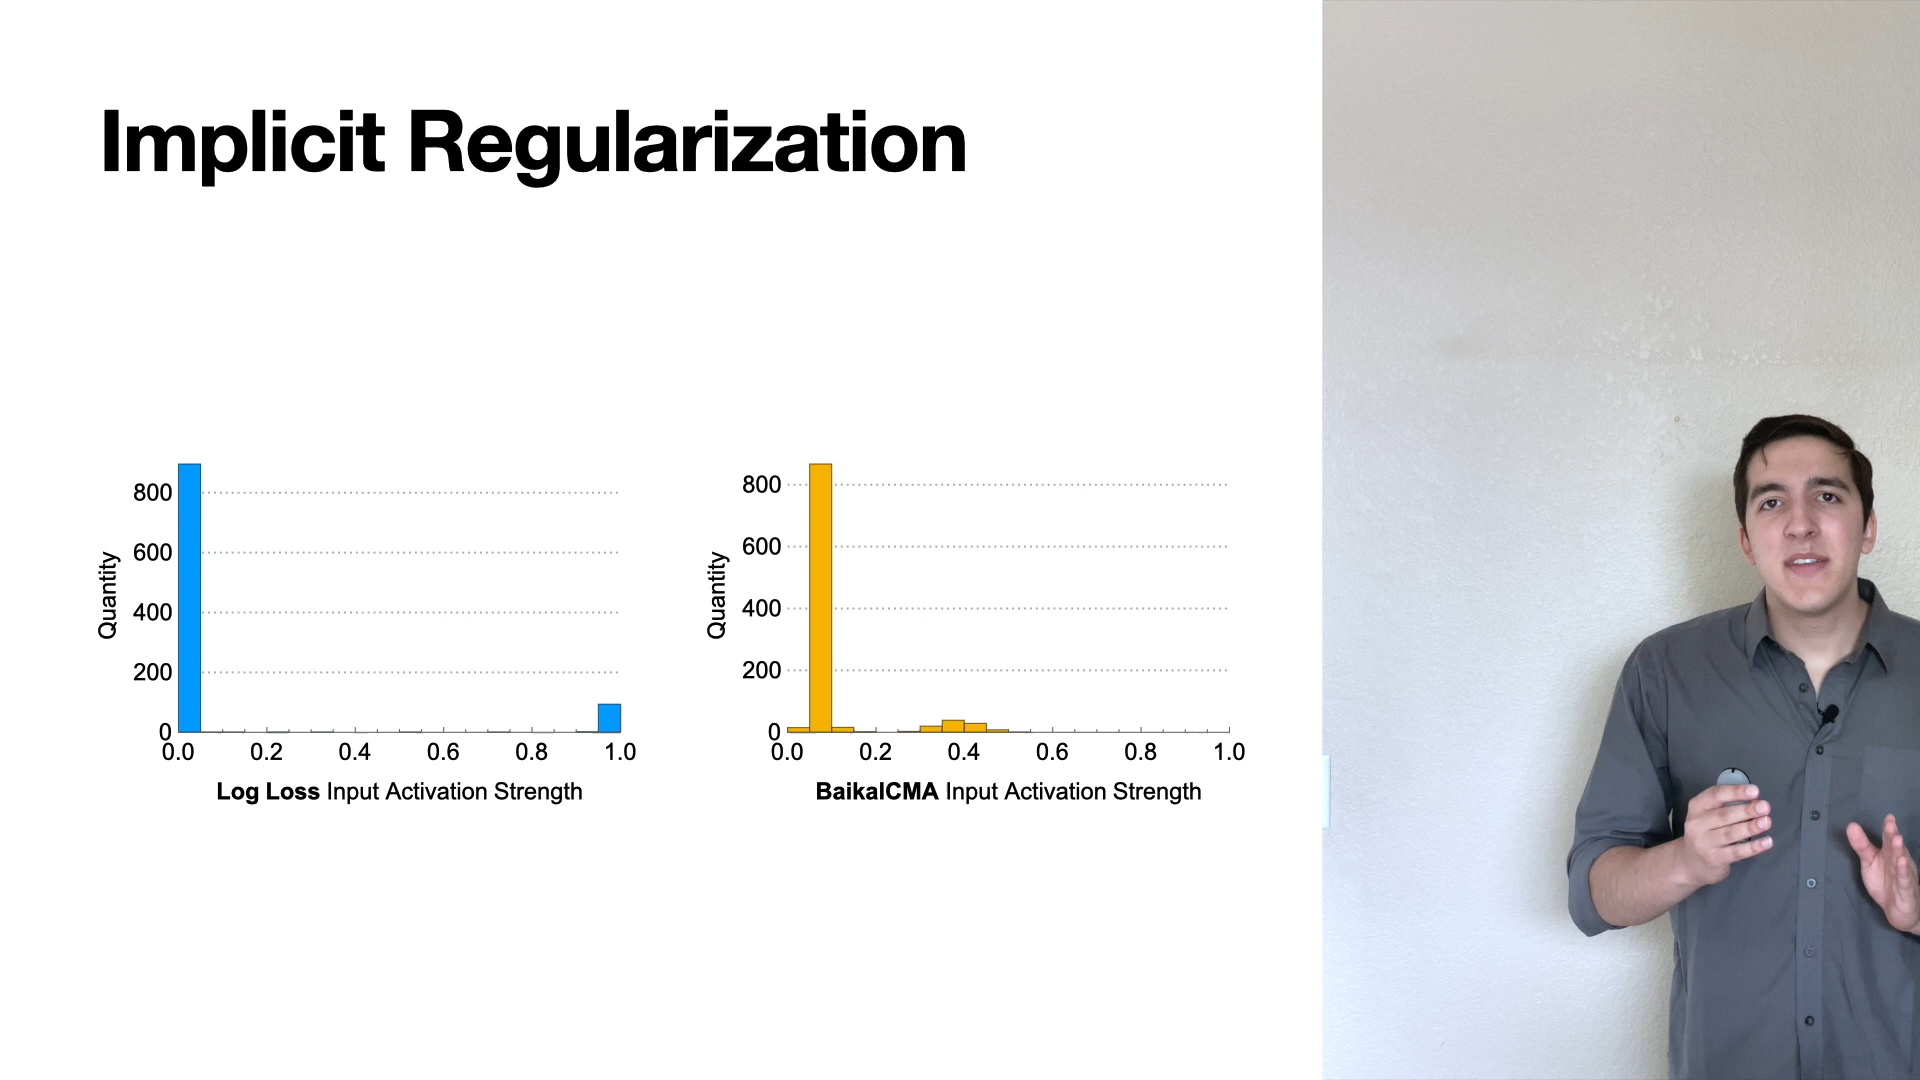 Implicit Regularization
800
600
400
200
0
Quantity
0.0 0.2 0.4 0.6 0.8 1.0
Log Loss Input Activation Strength
800
600
400
200
0
Quantity
0.0 0.2 0.4 0.6 0.8 1.0
BaikalCMA Input Activation Strength